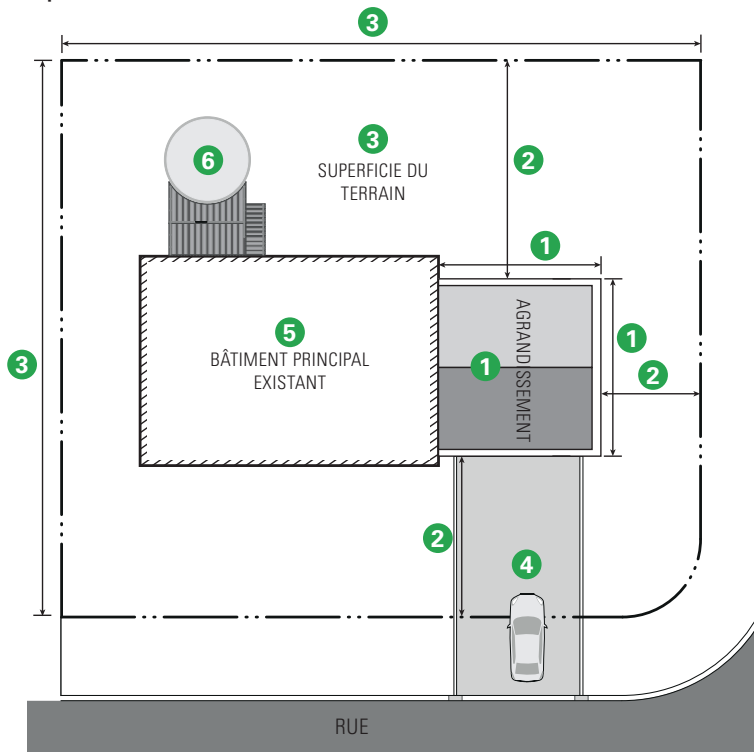 3
6
3
SUPERFICIE DU
TERRAIN
2
1
5
BÂTIMENT PRINCIPAL
EXISTANT
AGRANDISSEMENT
1
1
2
3
2
4
RUE